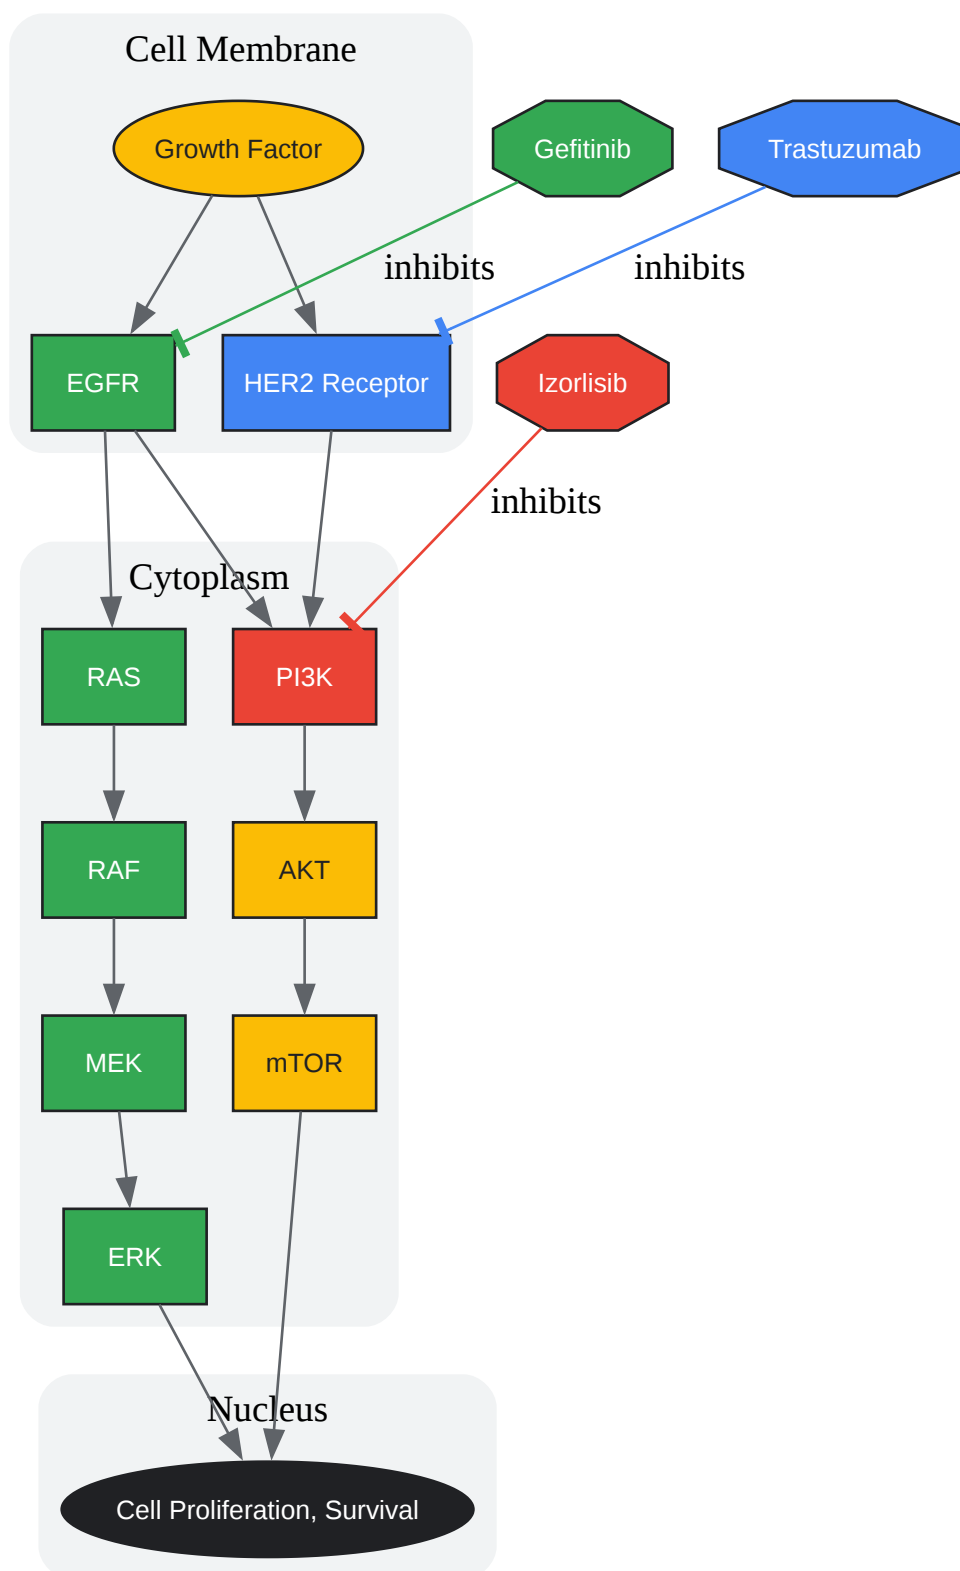 Cell Membrane
Growth Factor
Gefitinib
Trastuzumab
inhibits
inhibits
EGFR
HER2 Receptor
Izorlisib
inhibits
Cytoplasm
RAS
PI3K
RAF
AKT
MEK
mTOR
ERK
Nucleus
Cell Proliferation, Survival